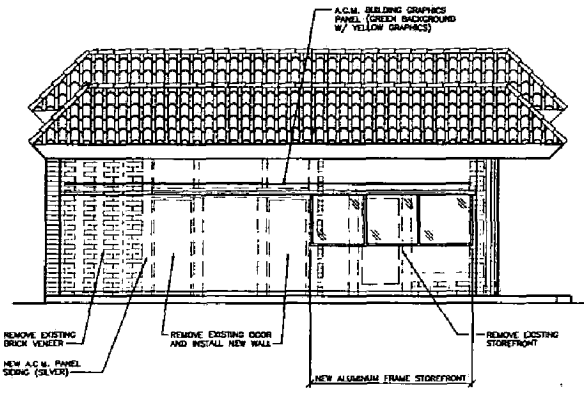 A.C.M. BUILDING GRAPHICS
PANEL (GREEN BACKGROUND
W/ YELLOW GRAPHICS)
REMOVE EXISTING
BRICK VENEER
NEW A.C.M. PANEL
SIDING (SILVER)
REMOVE EXISTING DOOR
AND INSTALL NEW WALL
REMOVE EXISTING
STOREFRONT
NEW ALUMINUM FRAME STOREFRONT